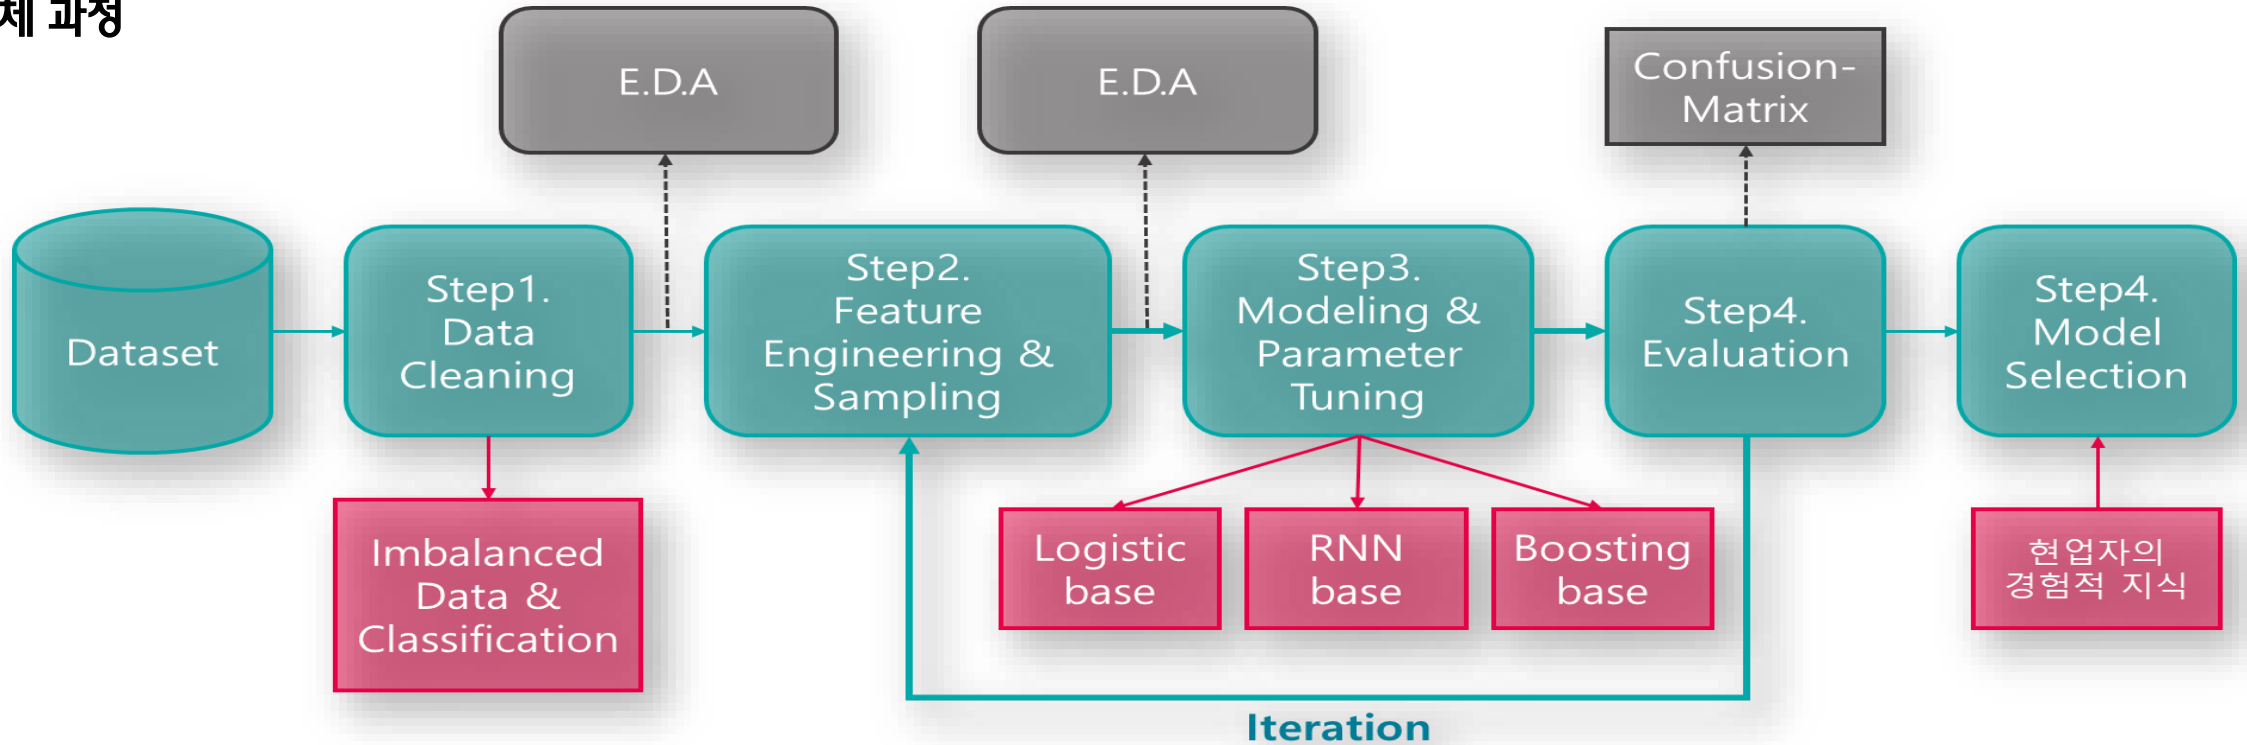 체 과정
E.D.A
E.D.A
Confusion-
Matrix
Dataset
Step1.
Data
Cleaning
Step2.
Feature
Engineering &
Sampling
Step3.
Modeling &
Parameter
Tuning
Step4.
Evaluation
Step4.
Model
Selection
Imbalanced
Data &
Classification
Logistic
base
RNN
base
Boosting
base
현업자의
경험적 지식
Iteration